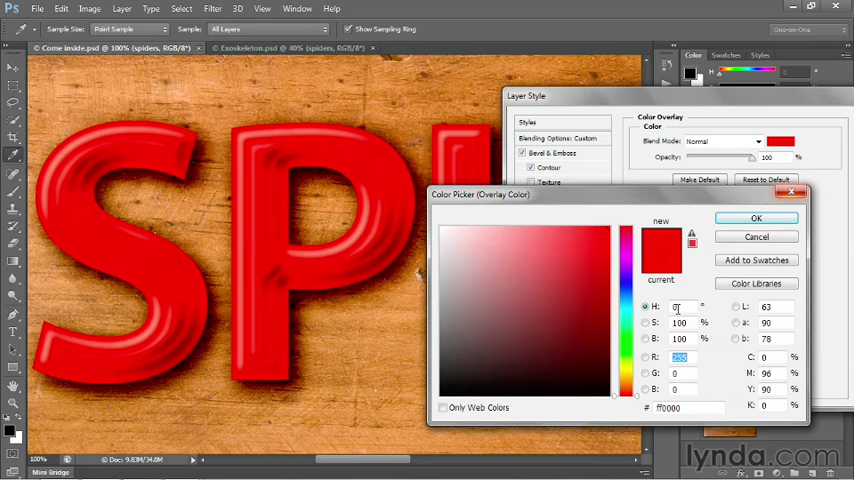 Ps File Edit Image Layer Type Select Filter 3D View Window Help
Sample Size: Point Sample Sample: All Layers Show Sampling Ring One-on-One
Come inside.psd @ 100% (spiders, RGB/8*) × Exoskeleton.psd @ 40% (spiders, RGB/8*) ×
Color Swatches Styles
H 0 °
SPI
Layer Style
Styles
Blending Options: Custom
Bevel & Emboss
Contour
Texture
Color Overlay
Color
Blend Mode: Normal
Opacity: 100 %
Make Default Reset to Default
Color Picker (Overlay Color)
new
current
OK
Cancel
Add to Swatches
Color Libraries
H: 0 ° L: 63
S: 100 % a: 90
B: 100 % b: 78
R: 255 C: 0 %
G: 0 M: 96 %
B: 0 Y: 90 %
# ff0000 K: 0 %
Only Web Colors
100% Doc: 9.83M/34.0M
Mini Bridge
lynda.com